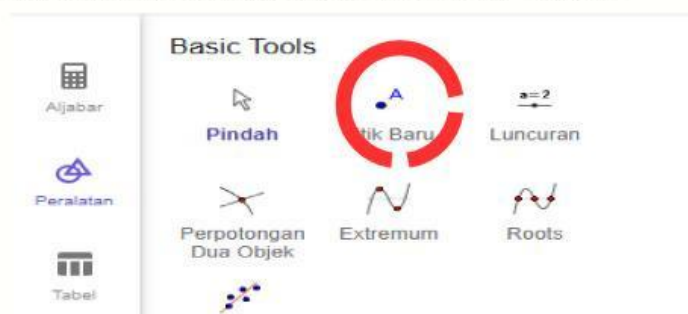 Basic Tools
Aljabar
A
a=2
Pindah
tik Baru
Luncuran
Peralatan
Perpotongan
Dua Objek
Extremum
Roots
Tabel